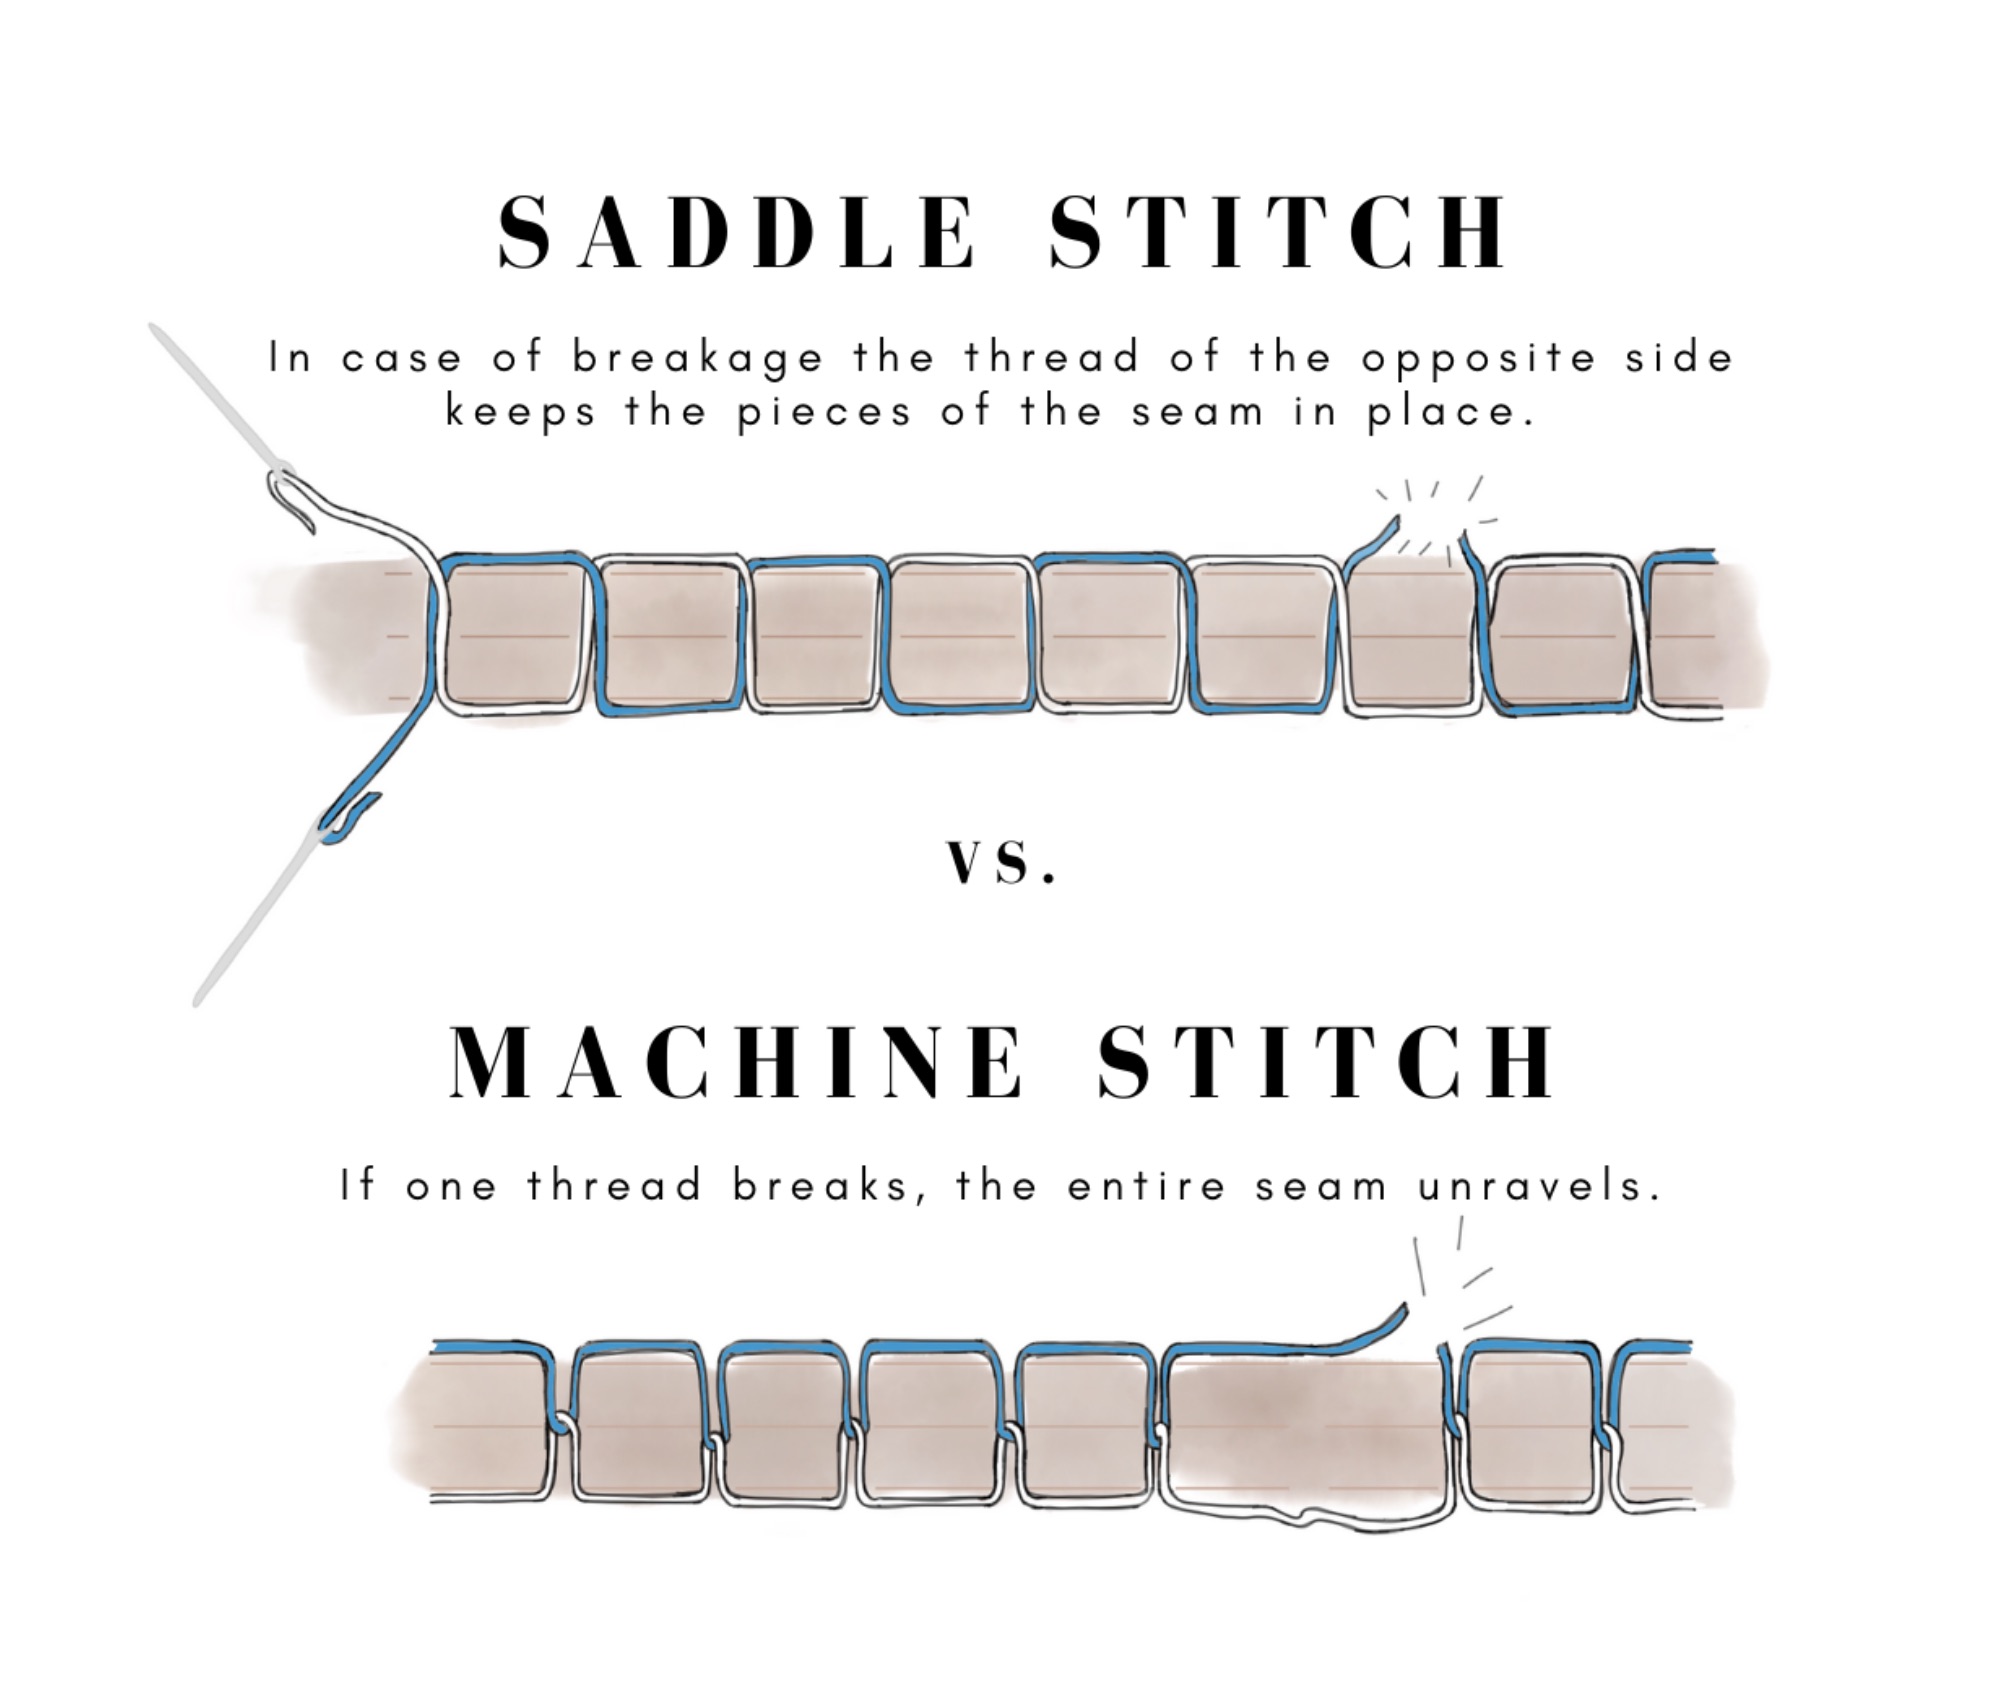 SADDLE STITCH
In case of breakage the thread of the opposite side
keeps the pieces of the seam in place.
vs.
MACHINE STITCH
If one thread breaks, the entire seam unravels.